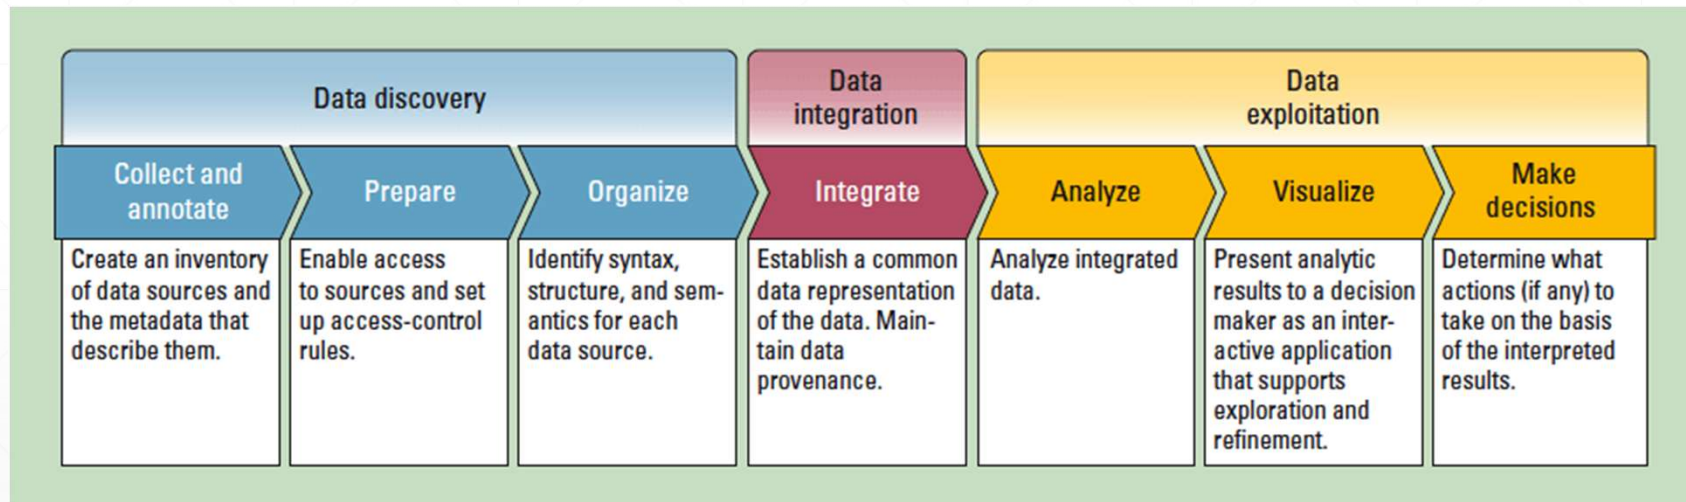 Data discovery
Data
integration
Data
exploitation
Collect and
annotate
Prepare
Organize
Integrate
Analyze
Visualize
Make
decisions
Create an inventory
of data sources and
the metadata that
describe them.
Enable access
to sources and set
up access-control
rules.
Identify syntax,
structure, and sem-
antics for each
data source.
Establish a common
data representation
of the data. Main-
tain data
provenance.
Analyze integrated
data.
Present analytic
results to a decision
maker as an inter-
active application
that supports
exploration and
refinement.
Determine what
actions (if any) to
take on the basis
of the interpreted
results.